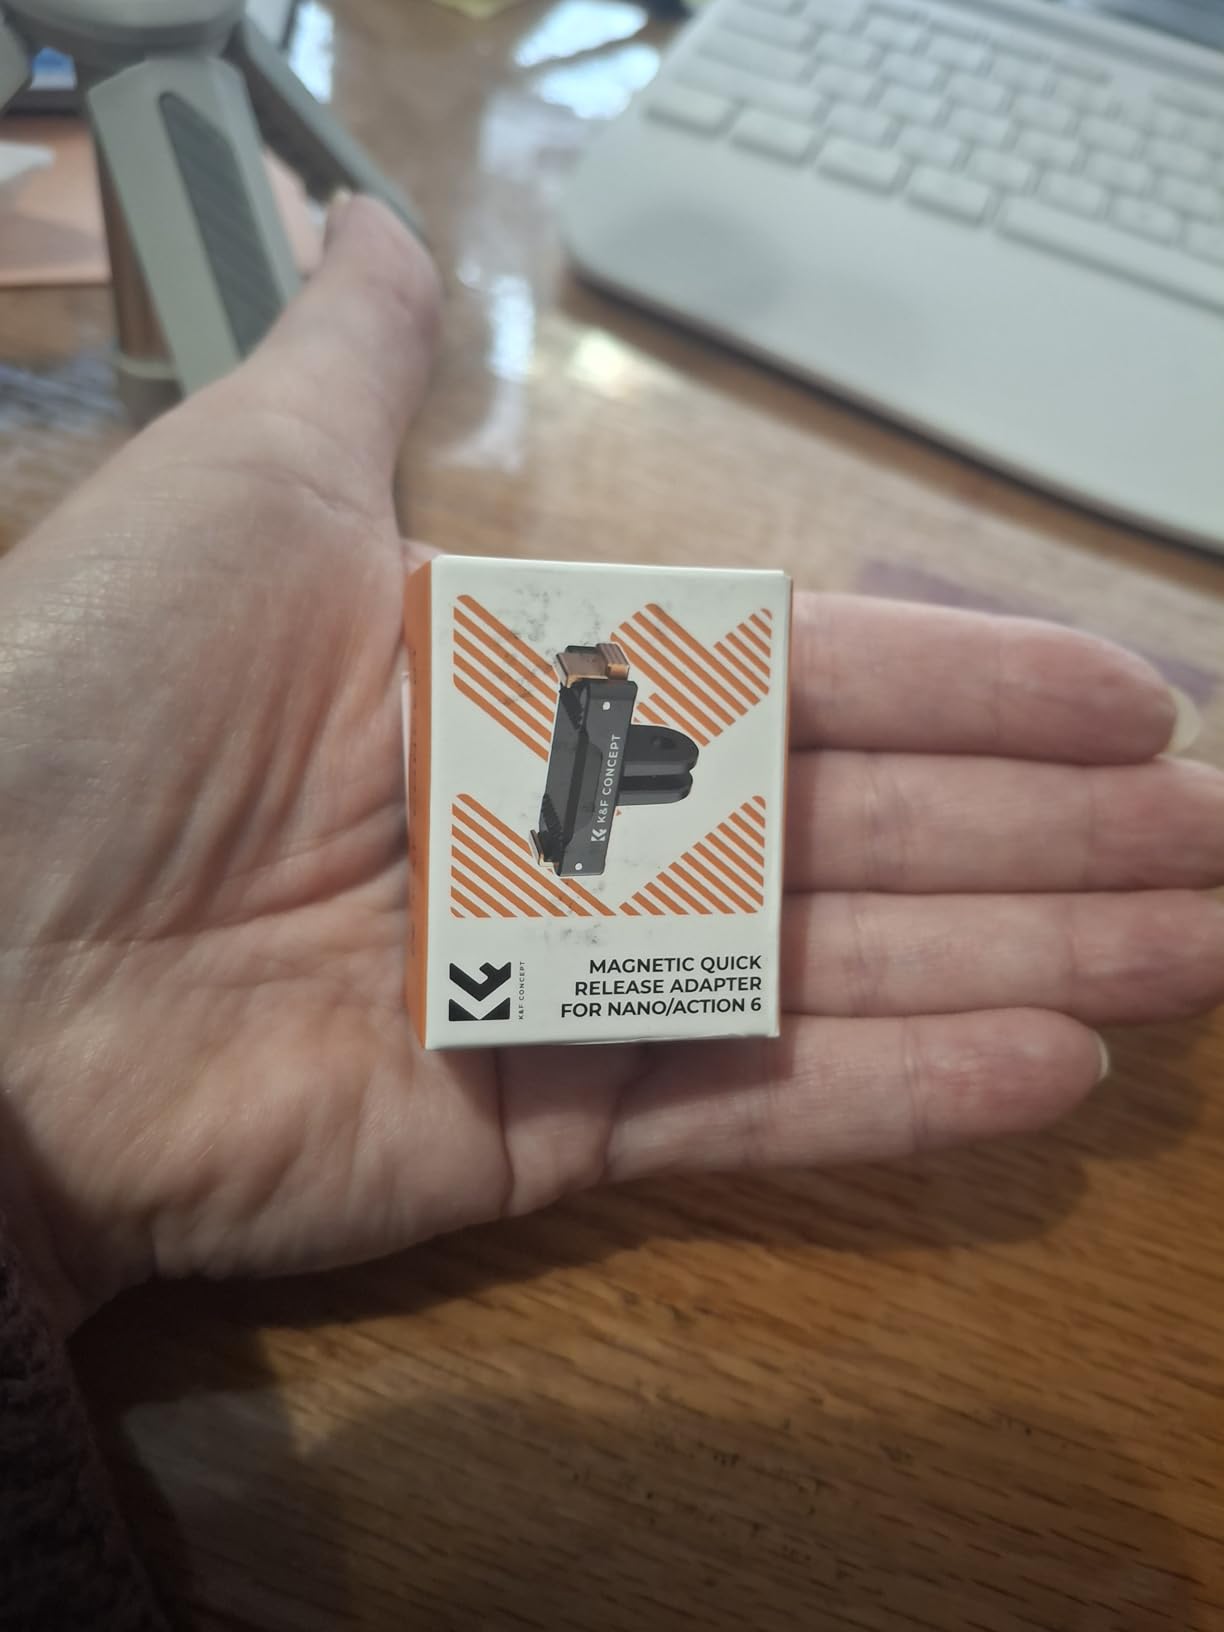 K&F CONCEPT
K&F CONCEPT
MAGNETIC QUICK
RELEASE ADAPTER
FOR NANO/ACTION 6